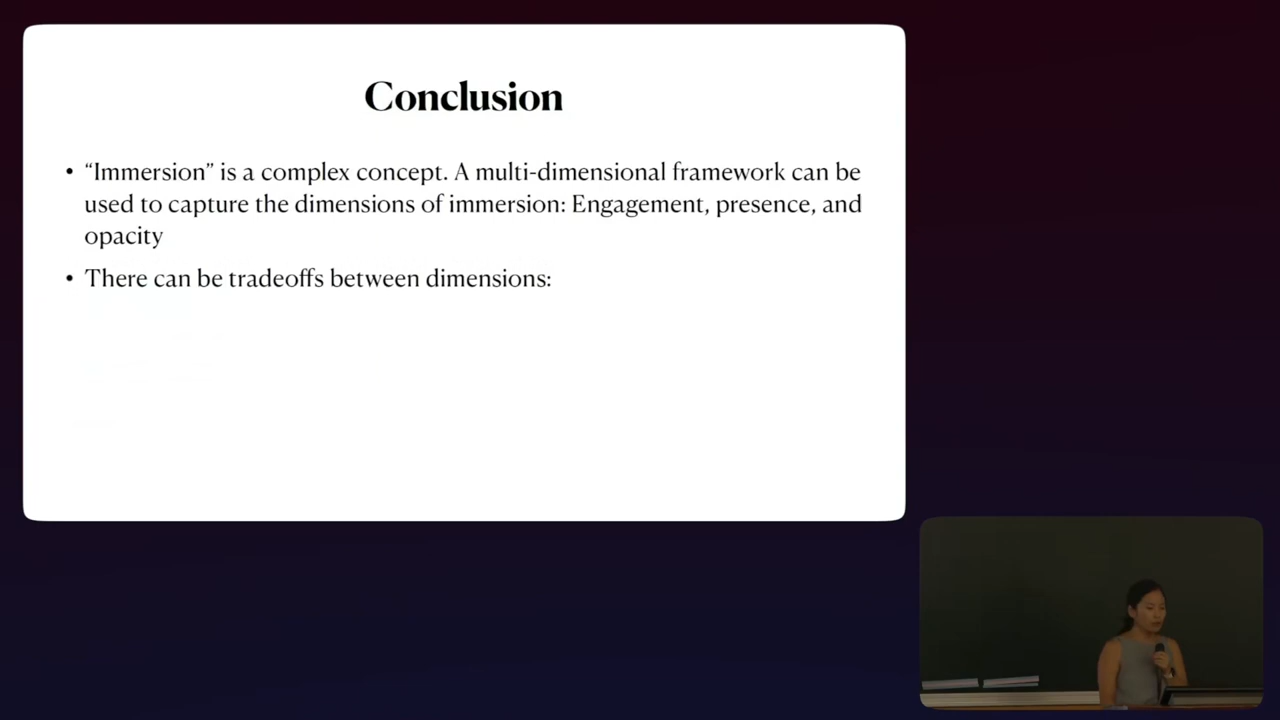 Conclusion
• “Immersion” is a complex concept. A multi-dimensional framework can be
used to capture the dimensions of immersion: Engagement, presence, and
opacity
• There can be tradeoffs between dimensions: